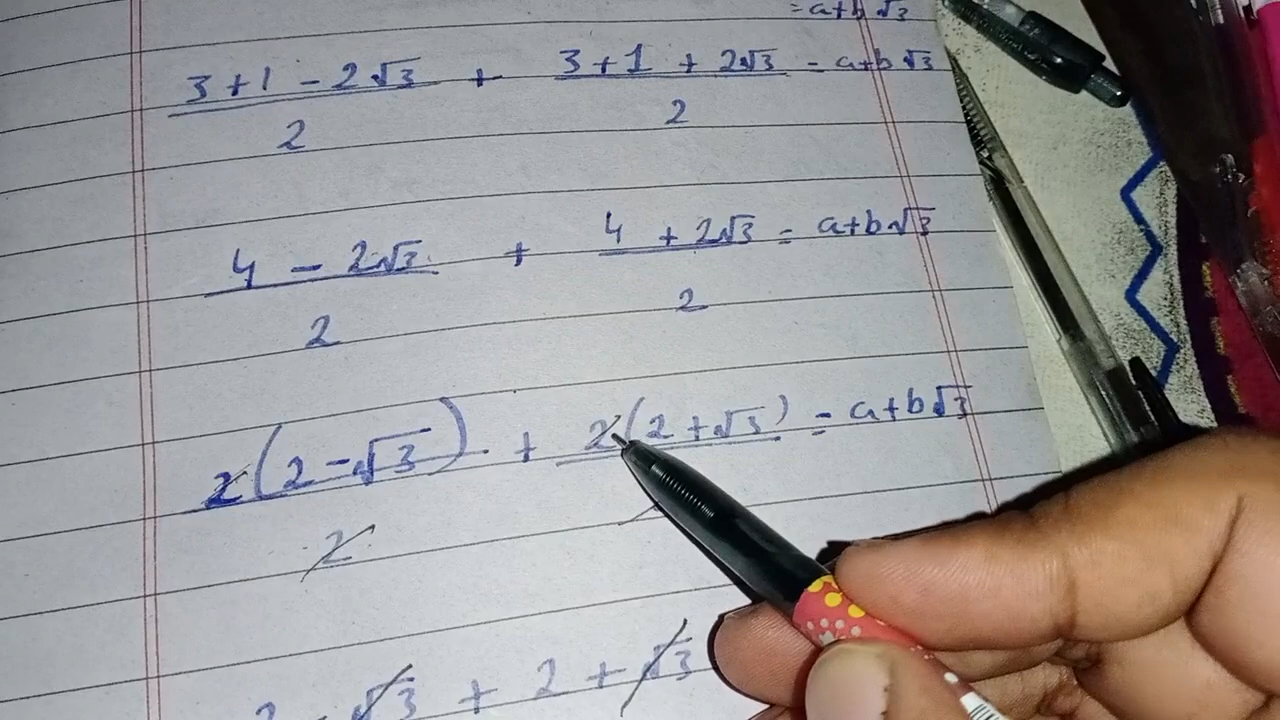 = a+b√3
3+1-2√3 / 2 + 3+1+2√3 / 2 = a+b√3
4-2√3 / 2 + 4+2√3 / 2 = a+b√3
2(2-√3) / 2 + 2(2+√3) = a+b√3
2 - √3 + 2 + √3